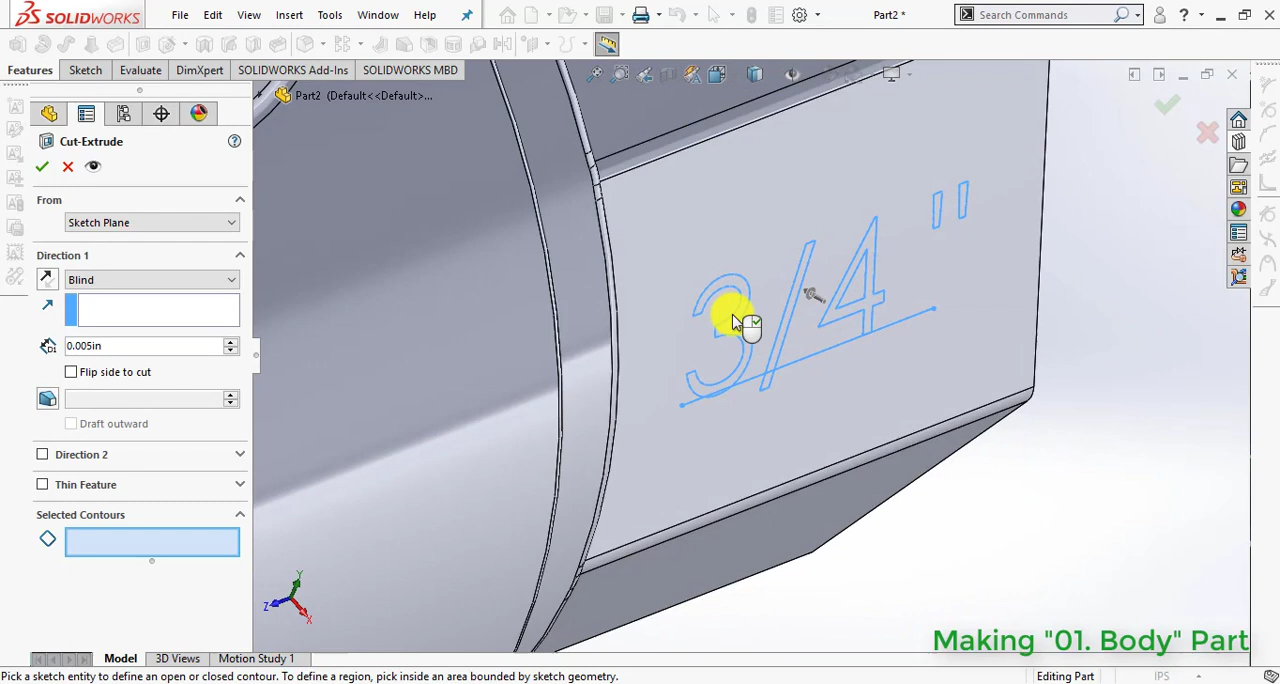 SOLIDWORKS File Edit View Insert Tools Window Help Part2 * Search Commands ?
Features Sketch Evaluate DimXpert SOLIDWORKS Add-Ins SOLIDWORKS MBD
Part2 (Default<<Default>...
Cut-Extrude
From
Sketch Plane
Direction 1
Blind
D1
0.005in
Flip side to cut
Draft outward
Direction 2
Thin Feature
Selected Contours
3/4"
Y
Z
X
Making "01. Body" Part
Model 3D Views Motion Study 1
Pick a sketch entity to define an open or closed contour. To define a region, pick inside an area bounded by sketch geometry. Editing Part IPS